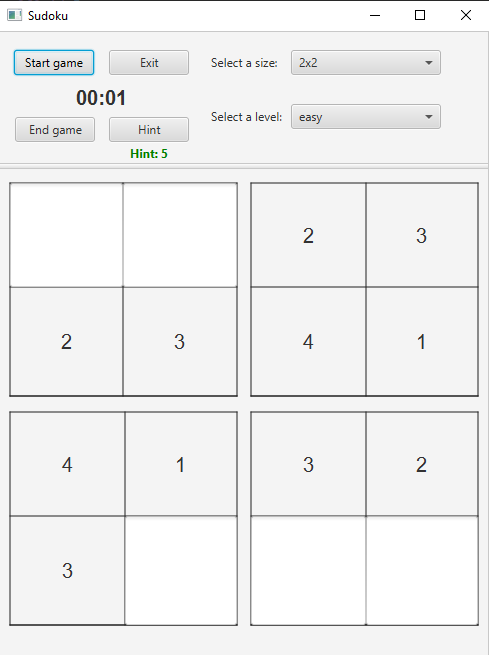 Sudoku
Start game Exit Select a size: 2x2
00:01
End game Hint Select a level: easy
Hint: 5
2 3
2 3 4 1
4 1 3 2
3